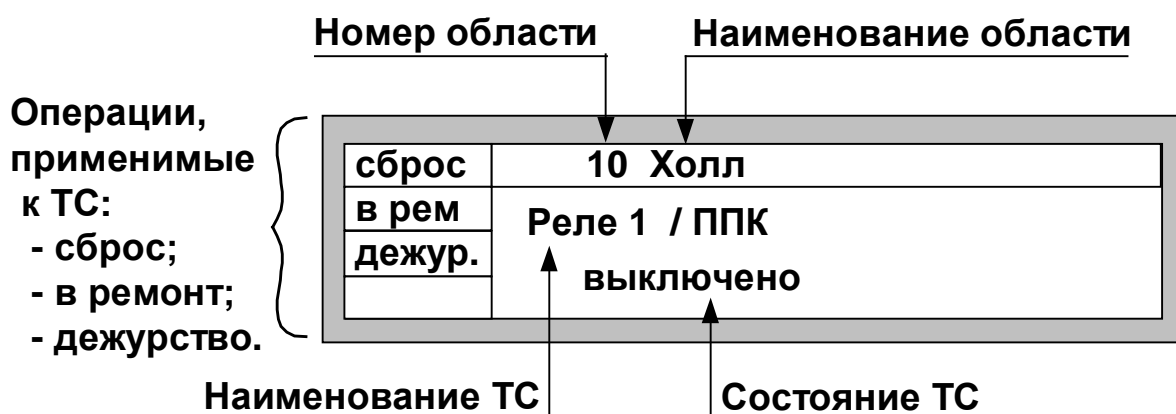 Номер области
Наименование области
Операции,
применимые
к ТС:
- сброс;
- в ремонт;
- дежурство.
сброс
10 Холл
в рем
дежур.
Реле 1 / ППК
выключено
Наименование ТС
Состояние ТС